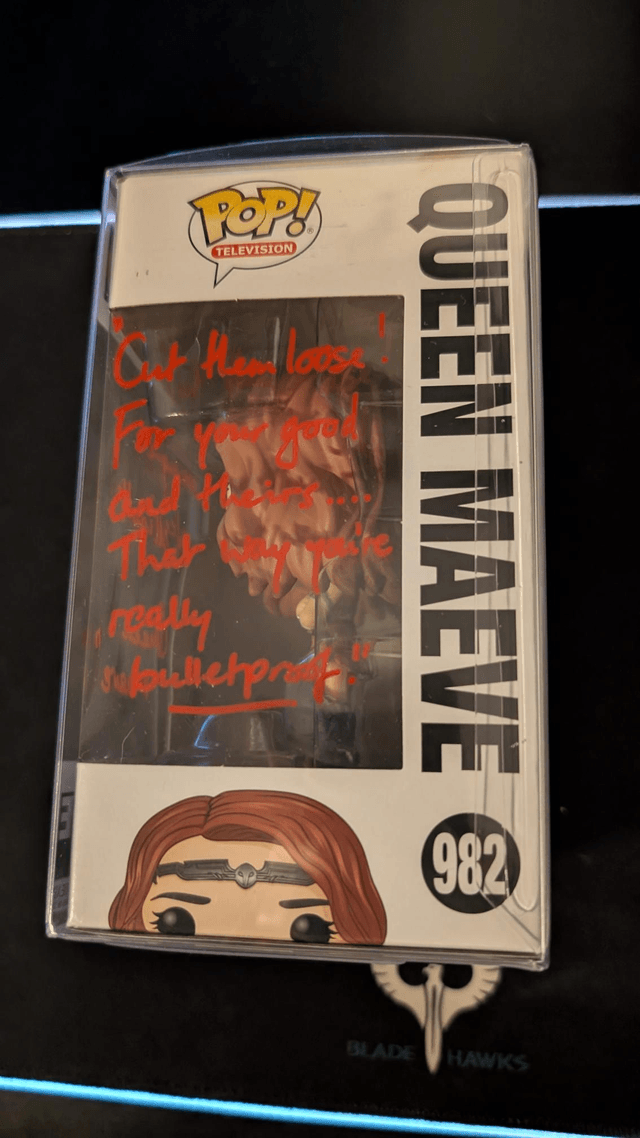 POP!
TELEVISION
QUEEN MAEVE
982
"Cut them loose!
For your good
and theirs....
That way you're
really
bulletproof."
BLADE HAWKS